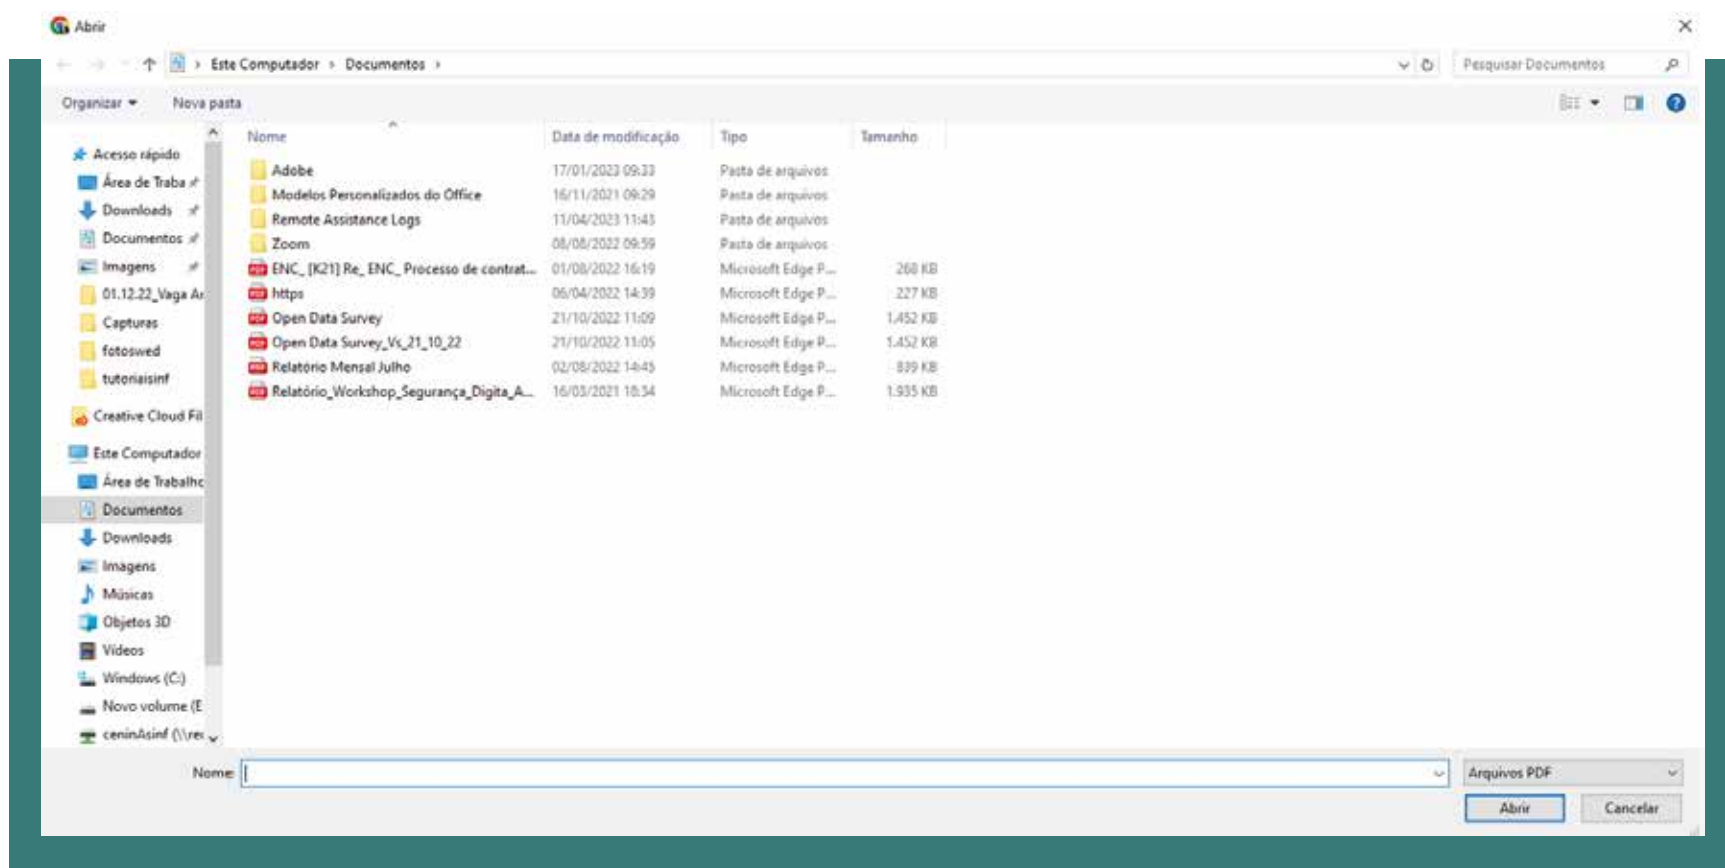 Abrir
Este Computador › Documentos ›
Pesquisar Documentos
Organizar
Nova pasta
Nome
Data de modificação
Tipo
Tamanho
Acesso rápido
Área de Traba
Downloads
Documentos
Imagens
01.12.22_Vaga Ar
Capturas
fotoswed
tutoriaisinf
Creative Cloud Fil
Este Computador
Área de Trabalho
Documentos
Downloads
Imagens
Músicas
Objetos 3D
Vídeos
Windows (C:)
Novo volume (E
ceninAsinf (\\re
Adobe 17/01/2023 09:33 Pasta de arquivos
Modelos Personalizados do Office 16/11/2021 09:29 Pasta de arquivos
Remote Assistance Logs 11/04/2023 11:43 Pasta de arquivos
Zoom 08/08/2022 09:59 Pasta de arquivos
ENC_ [K21] Re_ ENC_ Processo de contrat... 01/08/2022 16:19 Microsoft Edge P... 268 KB
https 06/04/2022 14:39 Microsoft Edge P... 227 KB
Open Data Survey 21/10/2022 11:09 Microsoft Edge P... 1.452 KB
Open Data Survey_Vs_21_10_22 21/10/2022 11:05 Microsoft Edge P... 1.452 KB
Relatório Mensal Julho 02/08/2022 14:45 Microsoft Edge P... 839 KB
Relatório_Workshop_Segurança_Digita_A... 16/03/2021 18:34 Microsoft Edge P... 1.935 KB
Nome:
Arquivos PDF
Abrir
Cancelar